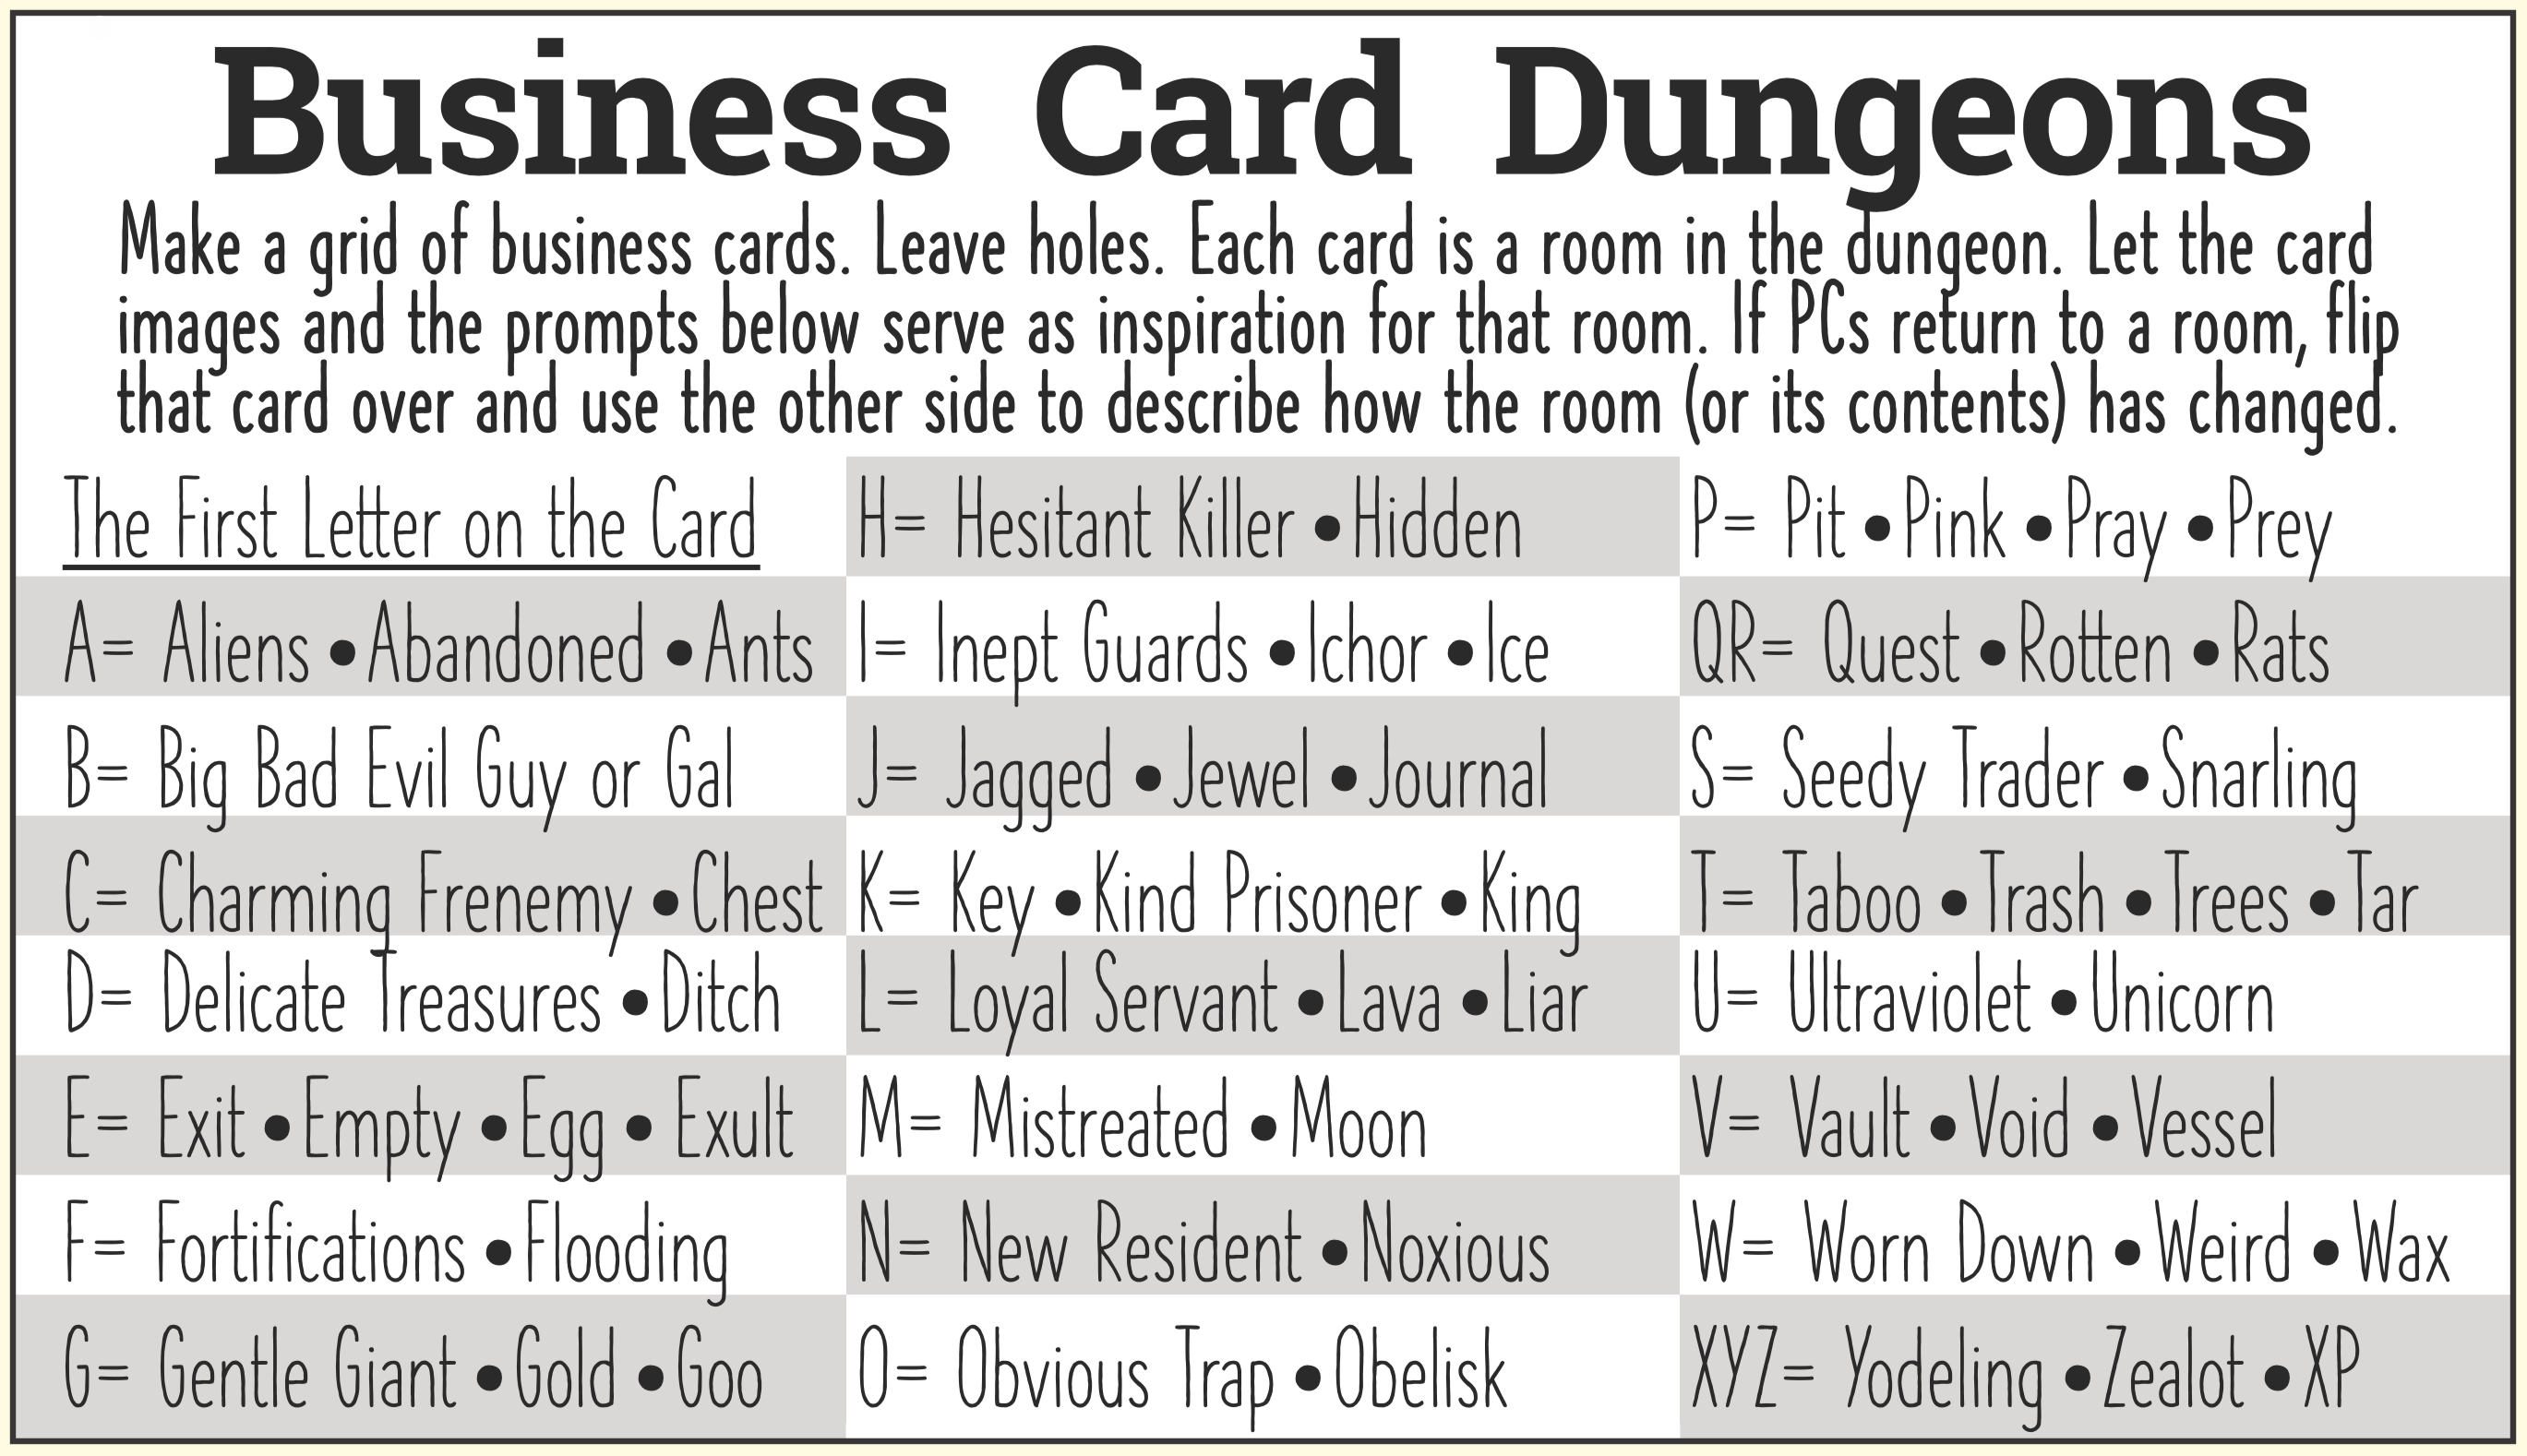 Business Card Dungeons
Make a grid of business cards. Leave holes. Each card is a room in the dungeon. Let the card
images and the prompts below serve as inspiration for that room. If PCs return to a room, flip
that card over and use the other side to describe how the room (or its contents) has changed.
The First Letter on the Card
A= Aliens •Abandoned •Ants
B= Big Bad Evil Guy or Gal
C= Charming Frenemy •Chest
D= Delicate Treasures •Ditch
E= Exit •Empty •Egg • Exult
F= Fortifications •Flooding
G= Gentle Giant •Gold •Goo
H= Hesitant Killer •Hidden
I= Inept Guards •Ichor •Ice
J= Jagged •Jewel •Journal
K= Key •Kind Prisoner •King
L= Loyal Servant •Lava •Liar
M= Mistreated •Moon
N= New Resident •Noxious
O= Obvious Trap •Obelisk
P= Pit •Pink •Pray •Prey
QR= Quest •Rotten •Rats
S= Seedy Trader •Snarling
T= Taboo •Trash •Trees •Tar
U= Ultraviolet •Unicorn
V= Vault •Void •Vessel
W= Worn Down •Weird •Wax
XYZ= Yodeling •Zealot •XP